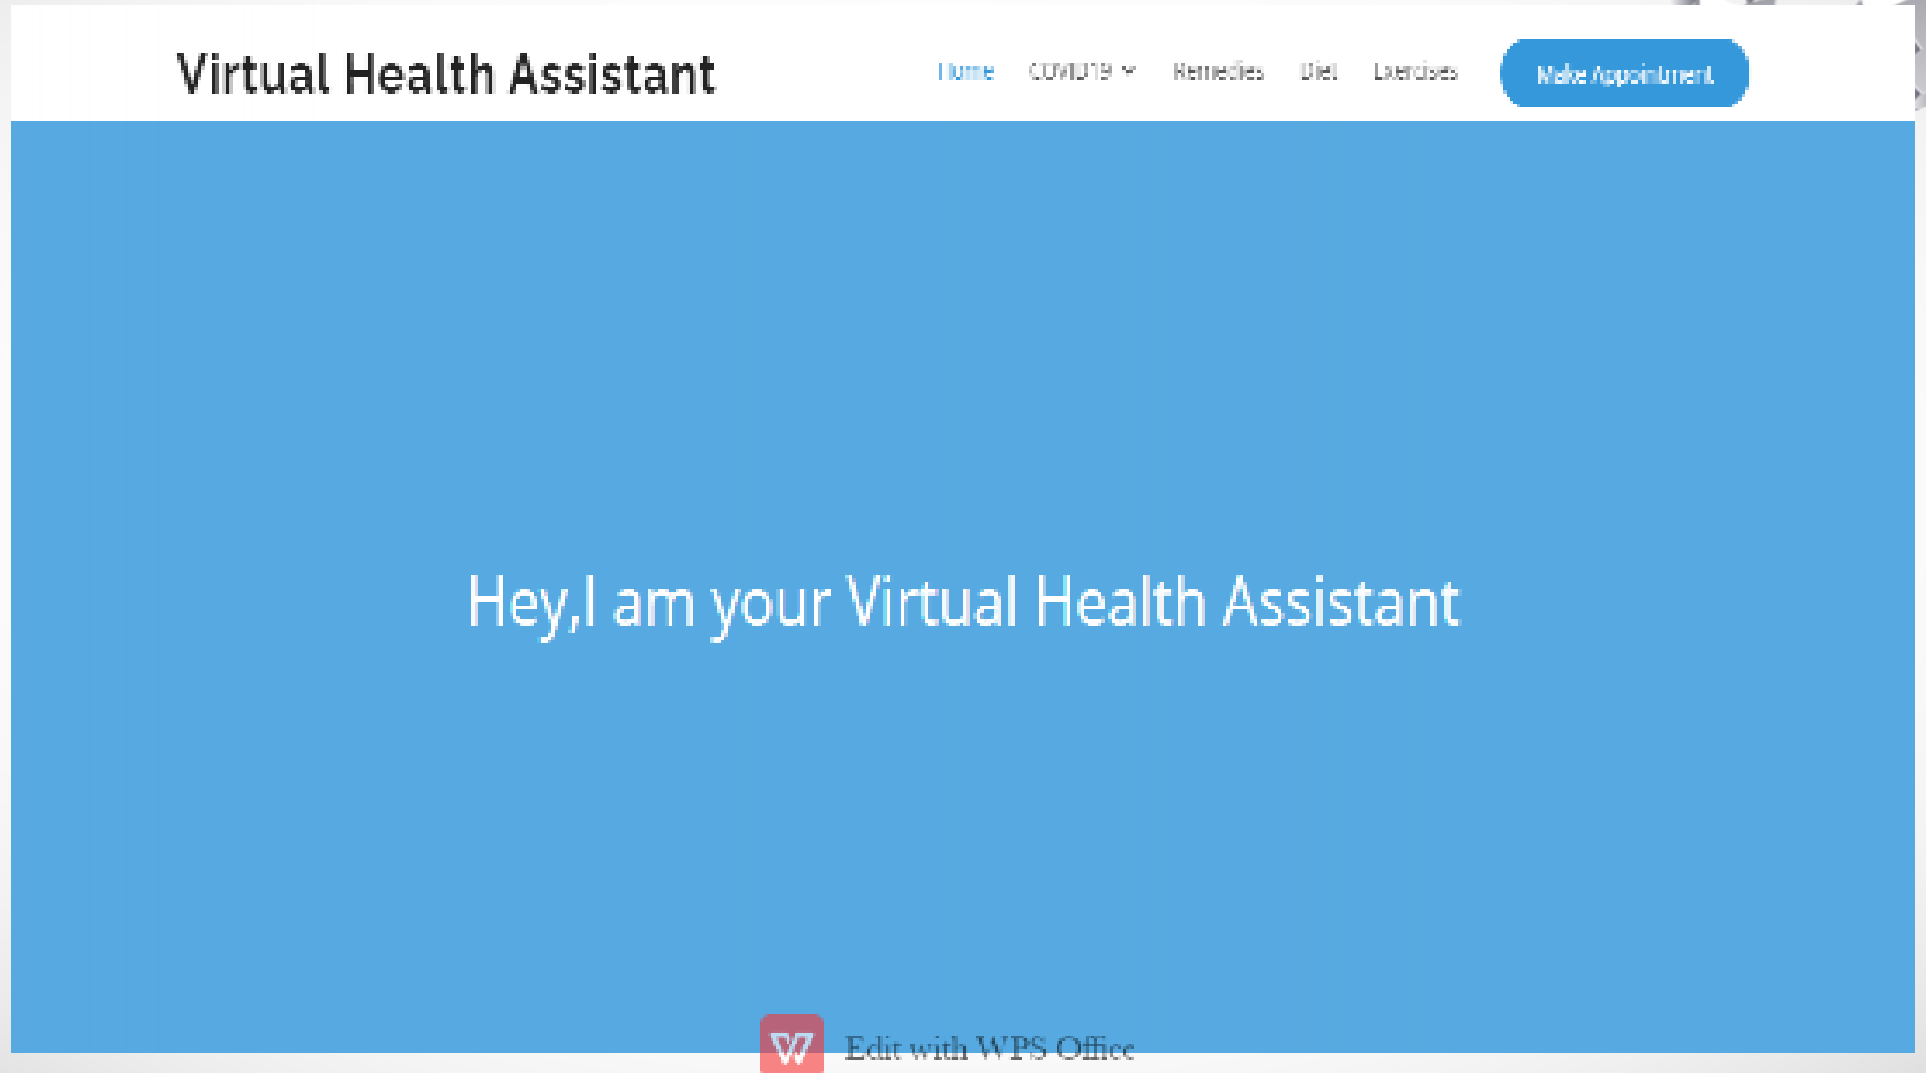 Virtual Health Assistant
Home COVID19 Remedies Diet Exercises Make Appointment
Hey,I am your Virtual Health Assistant
W Edit with WPS Office